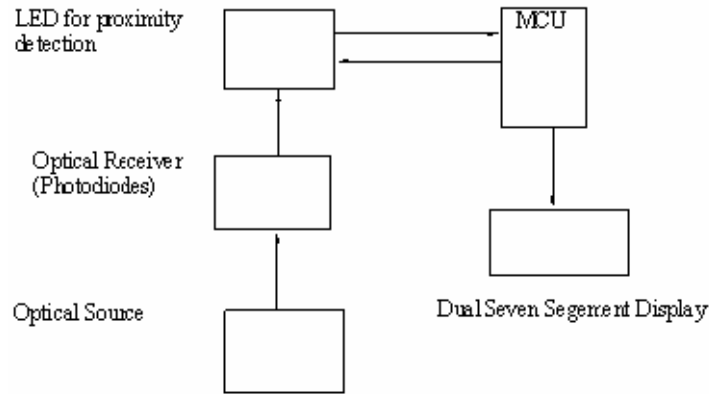 LED for proximity
detection
MCU
Optical Receiver
(Photodiodes)
Optical Source
Dual Seven Segement Display